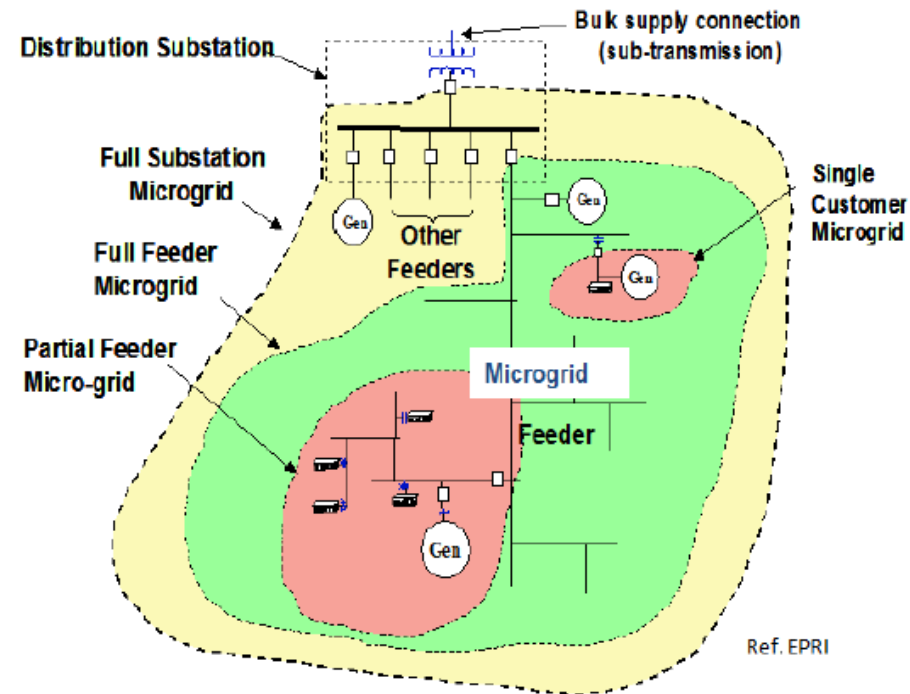 Bulk supply connection
(sub-transmission)
Distribution Substation
Full Substation
Microgrid
Single
Customer
Microgrid
Gen
Gen
Other
Feeders
Full Feeder
Microgrid
Gen
Partial Feeder
Micro-grid
Microgrid
Feeder
Gen
Ref. EPRI